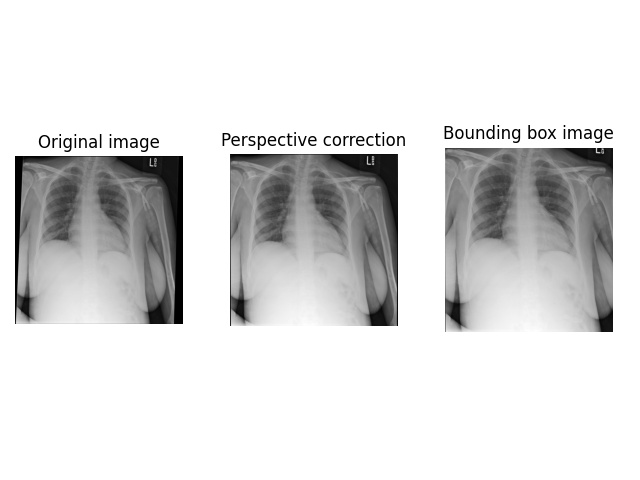 Original image
Perspective correction
Bounding box image
L
L
L